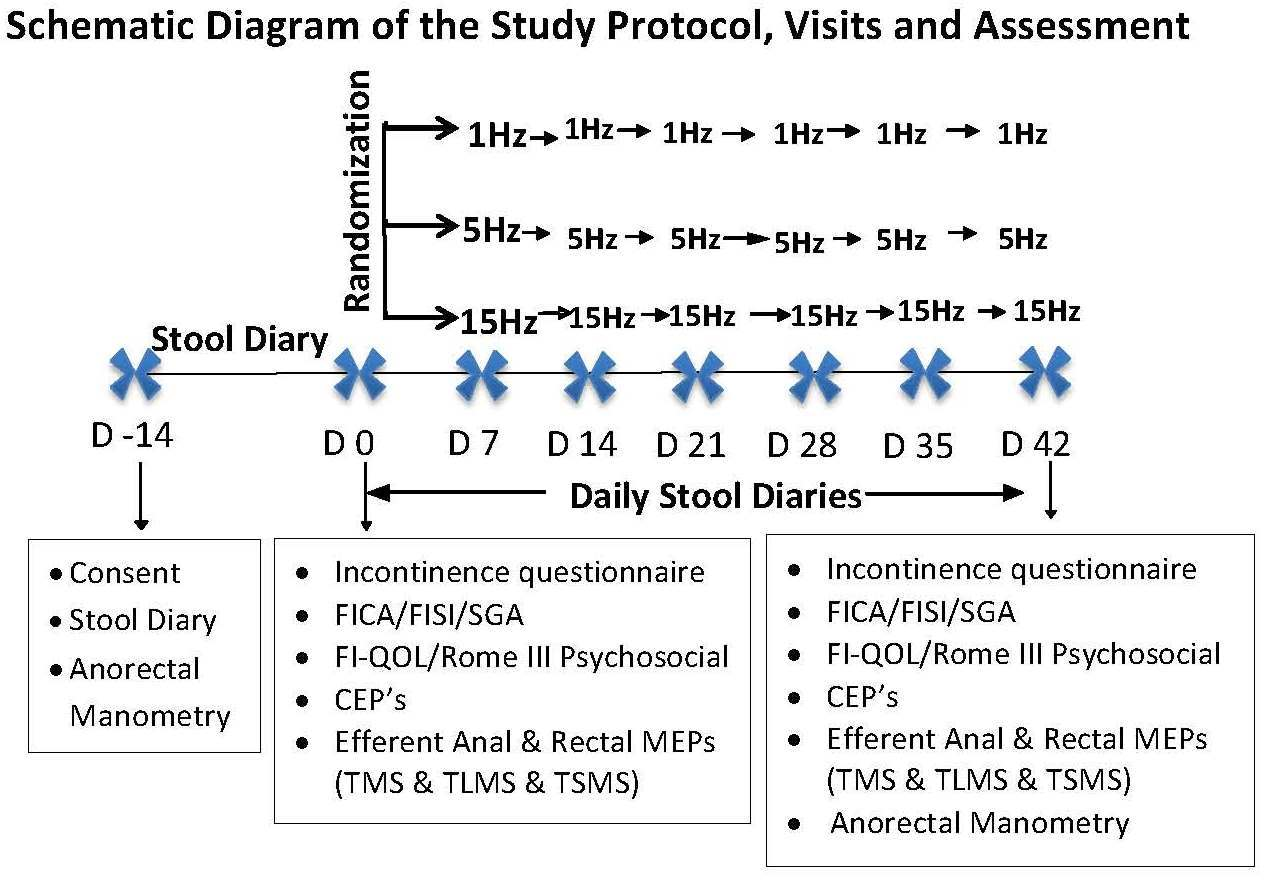 Schematic Diagram of the Study Protocol, Visits and Assessment
Randomization
1Hz 1Hz 1Hz 1Hz 1Hz 1Hz
5Hz 5Hz 5Hz 5Hz 5Hz 5Hz
15Hz 15Hz 15Hz 15Hz 15Hz 15Hz
Stool Diary
D -14 D 0 D 7 D 14 D 21 D 28 D 35 D 42
Daily Stool Diaries
• Consent
• Stool Diary
• Anorectal
Manometry
• Incontinence questionnaire
• FICA/FISI/SGA
• FI-QOL/Rome III Psychosocial
• CEP’s
• Efferent Anal & Rectal MEPs
(TMS & TLMS & TSMS)
• Incontinence questionnaire
• FICA/FISI/SGA
• FI-QOL/Rome III Psychosocial
• CEP’s
• Efferent Anal & Rectal MEPs
(TMS & TLMS & TSMS)
• Anorectal Manometry